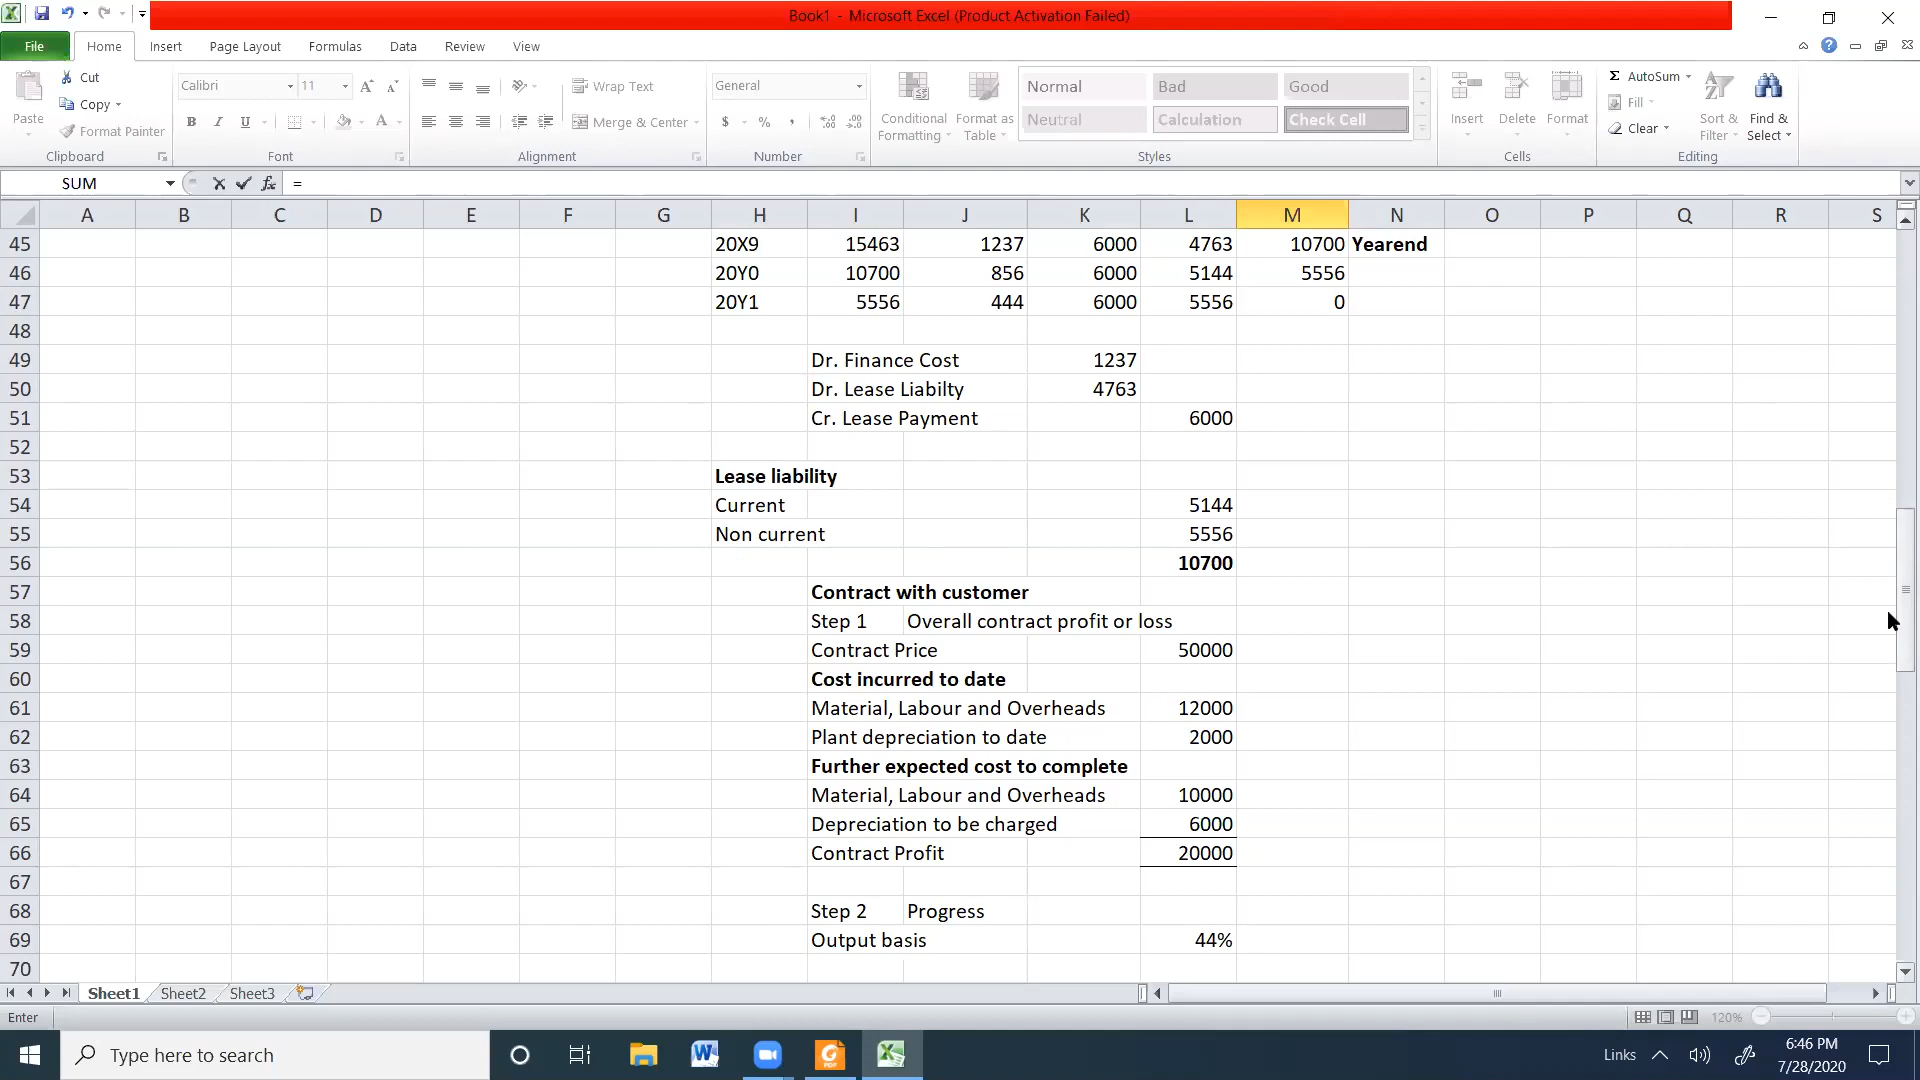 Book1 - Microsoft Excel (Product Activation Failed)
File Home Insert Page Layout Formulas Data Review View
Paste Cut Copy Format Painter Clipboard
Calibri 11 B I U A Font
Wrap Text Merge & Center Alignment
General $ % , Number
Conditional Formatting Format as Table
Normal Bad Good
Neutral Calculation Check Cell
Styles
Insert Delete Format Cells
Σ AutoSum Fill Clear Sort & Filter Find & Select Editing
SUM fx =
A B C D E F G H I J K L M N O P Q R S
45 20X9 15463 1237 6000 4763 10700 Yearend
46 20Y0 10700 856 6000 5144 5556
47 20Y1 5556 444 6000 5556 0
48
49 Dr. Finance Cost 1237
50 Dr. Lease Liabilty 4763
51 Cr. Lease Payment 6000
52
53 Lease liability
54 Current 5144
55 Non current 5556
56 10700
57 Contract with customer
58 Step 1 Overall contract profit or loss
59 Contract Price 50000
60 Cost incurred to date
61 Material, Labour and Overheads 12000
62 Plant depreciation to date 2000
63 Further expected cost to complete
64 Material, Labour and Overheads 10000
65 Depreciation to be charged 6000
66 Contract Profit 20000
67
68 Step 2 Progress
69 Output basis 44%
70
Sheet1 Sheet2 Sheet3
Enter 120%
Type here to search Links 6:46 PM
7/28/2020